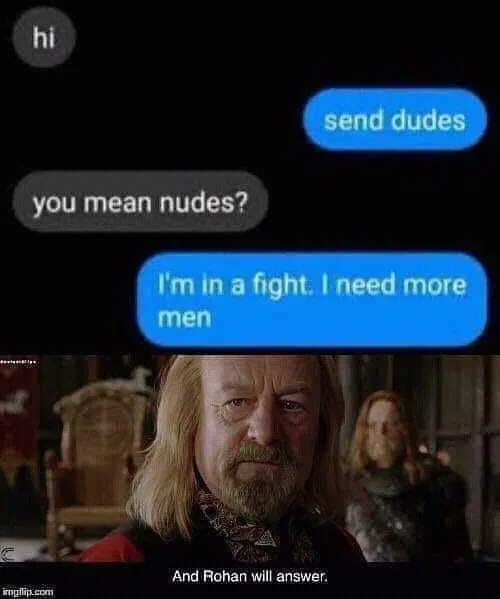 hi
send dudes
you mean nudes?
I'm in a fight. I need more
men
And Rohan will answer.
imgflip.com